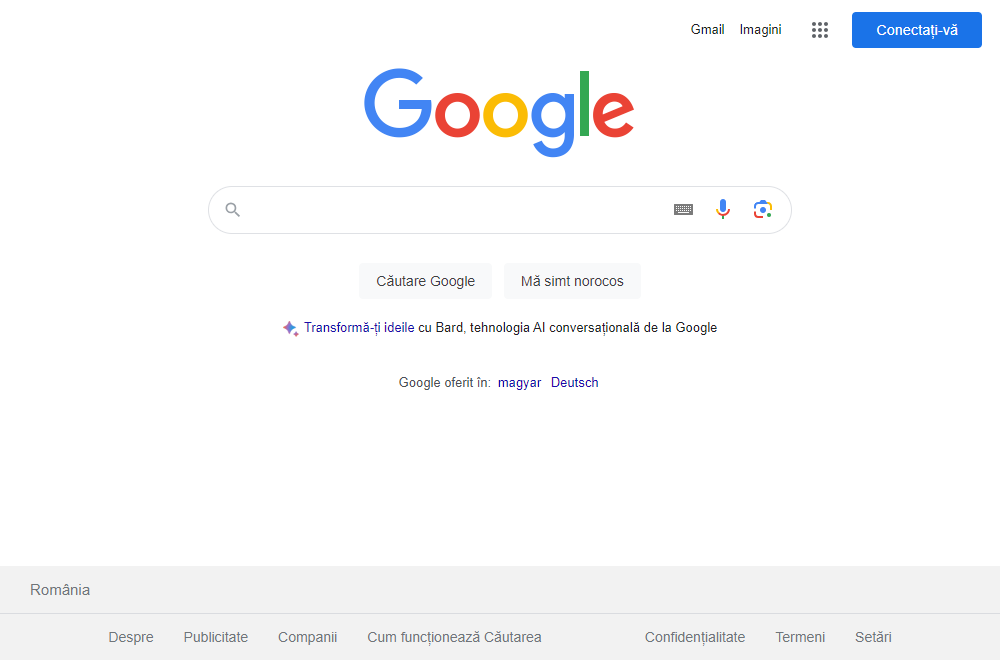 Gmail Imagini Conectați-vă
Google
Căutare Google Mă simt norocos
Transformă-ți ideile cu Bard, tehnologia AI conversațională de la Google
Google oferit în: magyar Deutsch
România
Despre Publicitate Companii Cum funcționează Căutarea Confidențialitate Termeni Setări